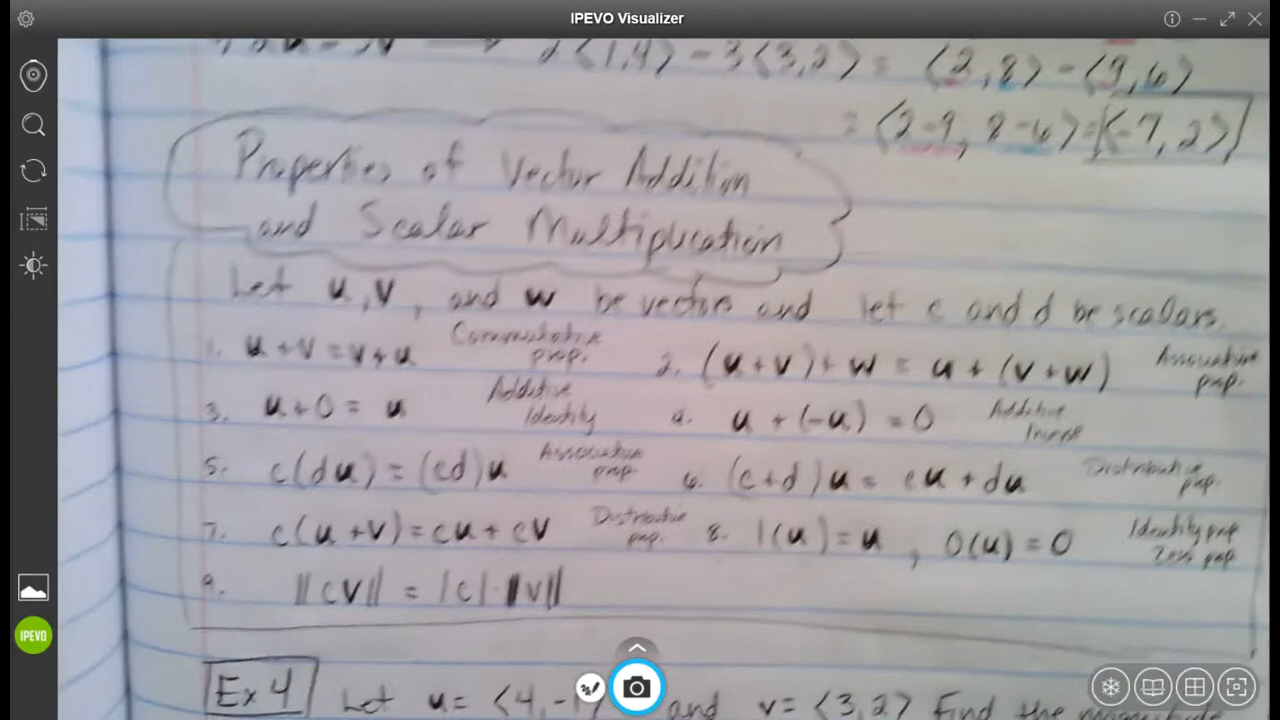 IPEVO Visualizer
2⟨1,4⟩ - 3⟨3,2⟩ = ⟨2,8⟩ - ⟨9,6⟩
= ⟨2-9, 8-6⟩ = ⟨-7, 2⟩
Properties of Vector Addition
and Scalar Multiplication
Let u, v, and w be vectors and let c and d be scalars.
1. u + v = v + u Commutative prop. 2. (u + v) + w = u + (v + w) Associative prop.
3. u + 0 = u Additive Identity 4. u + (-u) = 0 Additive Inverse
5. c(du) = (cd)u Associative prop. 6. (c + d)u = cu + du Distributive prop.
7. c(u + v) = cu + cv Distributive prop. 8. 1(u) = u, 0(u) = 0 Identity prop Zero prop.
9. ||cv|| = |c| · ||v||
IPEVO
Ex 4 Let u = ⟨4, -1⟩ and v = ⟨3, 2⟩ Find the magnitude